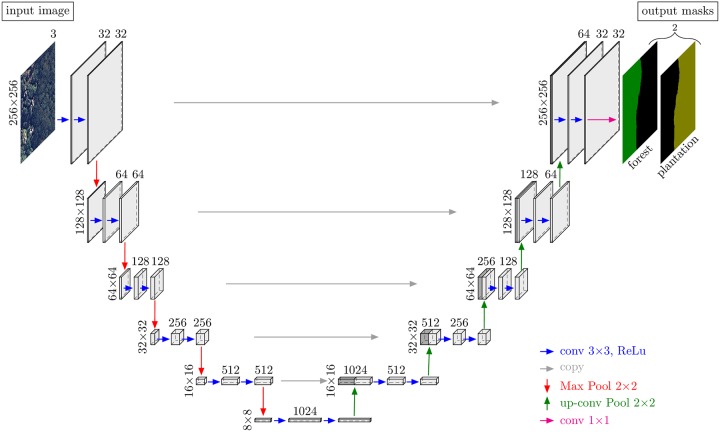 input image
output masks
3
32 32
256×256
64 32 32
256×256
2
forest
plantation
64 64
128×128
128 64
128×128
128 128
64×64
256 128
64×64
256 256
32×32
512 256
32×32
512 512
16×16
1024 512
16×16
1024
8×8
conv 3×3, ReLu
copy
Max Pool 2×2
up-conv Pool 2×2
conv 1×1